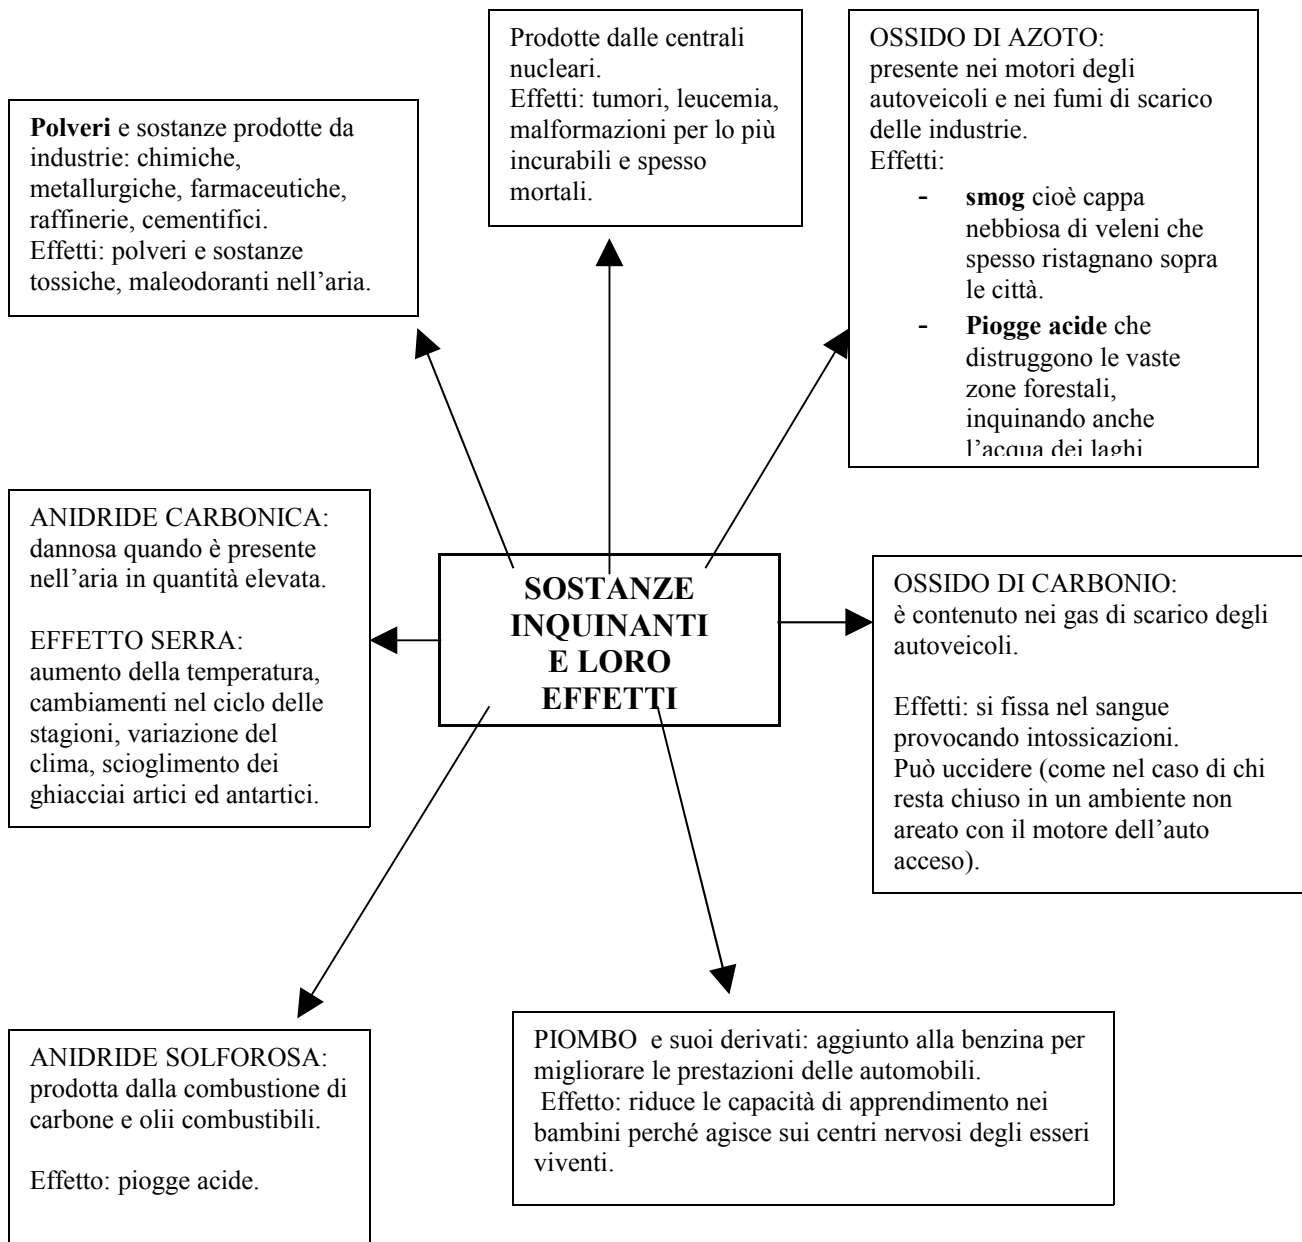 Prodotte dalle centrali
nucleari.
Effetti: tumori, leucemia,
malformazioni per lo più
incurabili e spesso
mortali.
OSSIDO DI AZOTO:
presente nei motori degli
autoveicoli e nei fumi di scarico
delle industrie.
Effetti:
- smog cioè cappa
nebbiosa di veleni che
spesso ristagnano sopra
le città.
- Piogge acide che
distruggono le vaste
zone forestali,
inquinando anche
l'acqua dei laghi
Polveri e sostanze prodotte da
industrie: chimiche,
metallurgiche, farmaceutiche,
raffinerie, cementifici.
Effetti: polveri e sostanze
tossiche, maleodoranti nell'aria.
ANIDRIDE CARBONICA:
dannosa quando è presente
nell'aria in quantità elevata.
EFFETTO SERRA:
aumento della temperatura,
cambiamenti nel ciclo delle
stagioni, variazione del
clima, scioglimento dei
ghiacciai artici ed antartici.
SOSTANZE
INQUINANTI
E LORO
EFFETTI
OSSIDO DI CARBONIO:
è contenuto nei gas di scarico degli
autoveicoli.
Effetti: si fissa nel sangue
provocando intossicazioni.
Può uccidere (come nel caso di chi
resta chiuso in un ambiente non
areato con il motore dell'auto
acceso).
ANIDRIDE SOLFOROSA:
prodotta dalla combustione di
carbone e olii combustibili.
Effetto: piogge acide.
PIOMBO e suoi derivati: aggiunto alla benzina per
migliorare le prestazioni delle automobili.
Effetto: riduce le capacità di apprendimento nei
bambini perché agisce sui centri nervosi degli esseri
viventi.